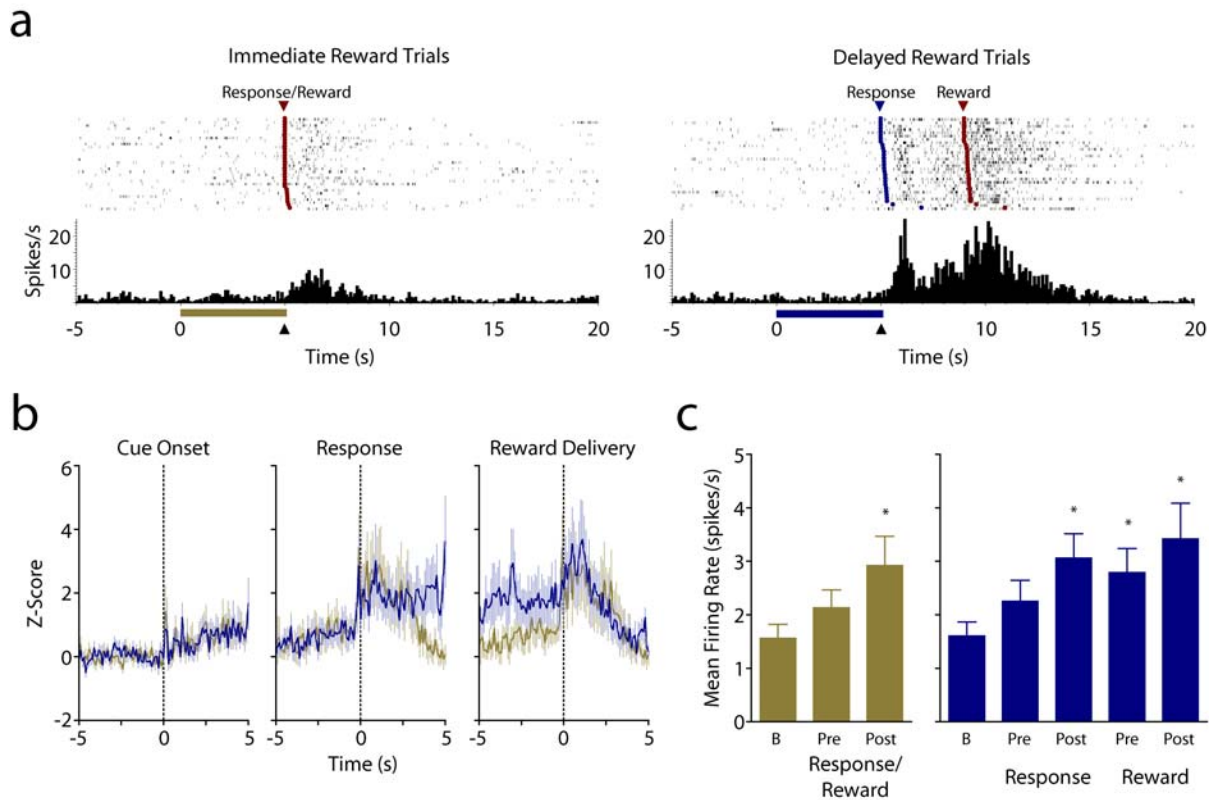 a
Immediate Reward Trials
Delayed Reward Trials
Response/Reward
Response
Reward
Spikes/s
20
10
20
10
-5 0 5 10 15 20
-5 0 5 10 15 20
Time (s)
Time (s)
b
Cue Onset
Response
Reward Delivery
Z-Score
6
4
2
0
-2
-5 0 5
-5 0 5
-5 0 5
Time (s)
c
Mean Firing Rate (spikes/s)
5
4
3
2
1
0
*
* * *
B Pre Post
B Pre Post Pre Post
Response/
Reward
Response
Reward